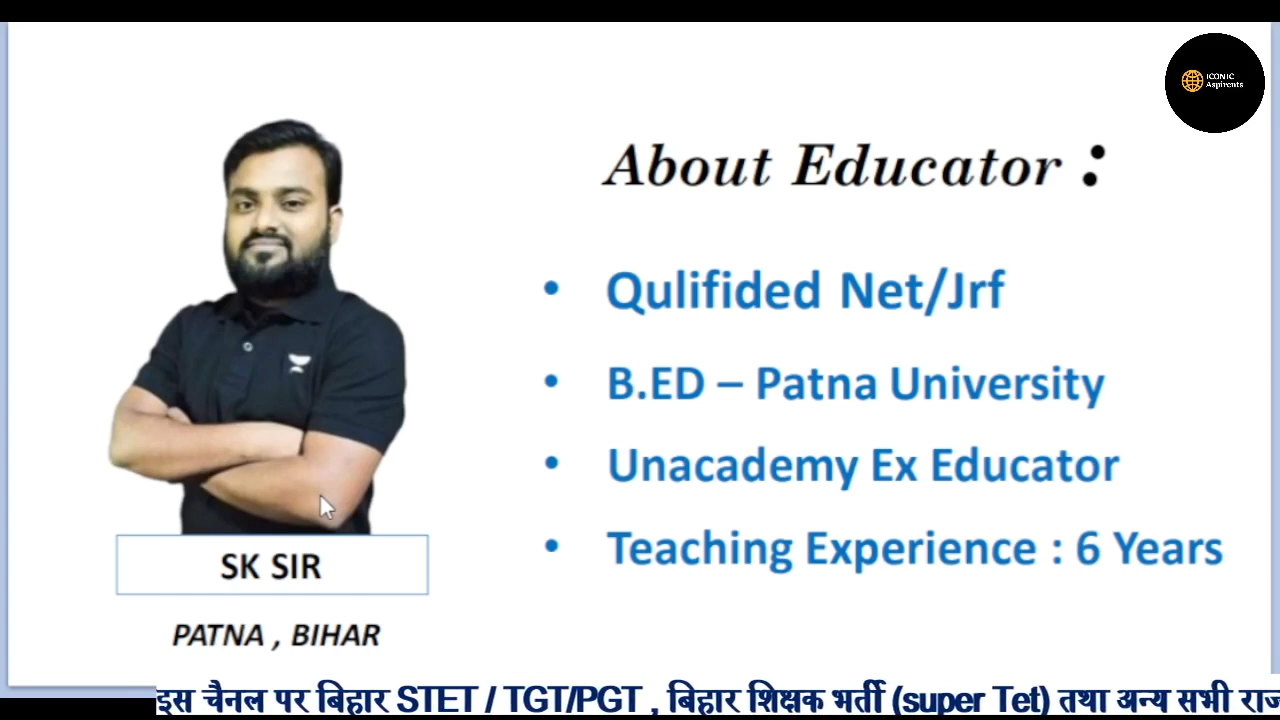 ICONIC
Aspirents
About Educator :
• Qulifided Net/Jrf
• B.ED – Patna University
• Unacademy Ex Educator
• Teaching Experience : 6 Years
SK SIR
PATNA , BIHAR
इस चैनल पर बिहार STET / TGT/PGT , बिहार शिक्षक भर्ती (super Tet) तथा अन्य सभी